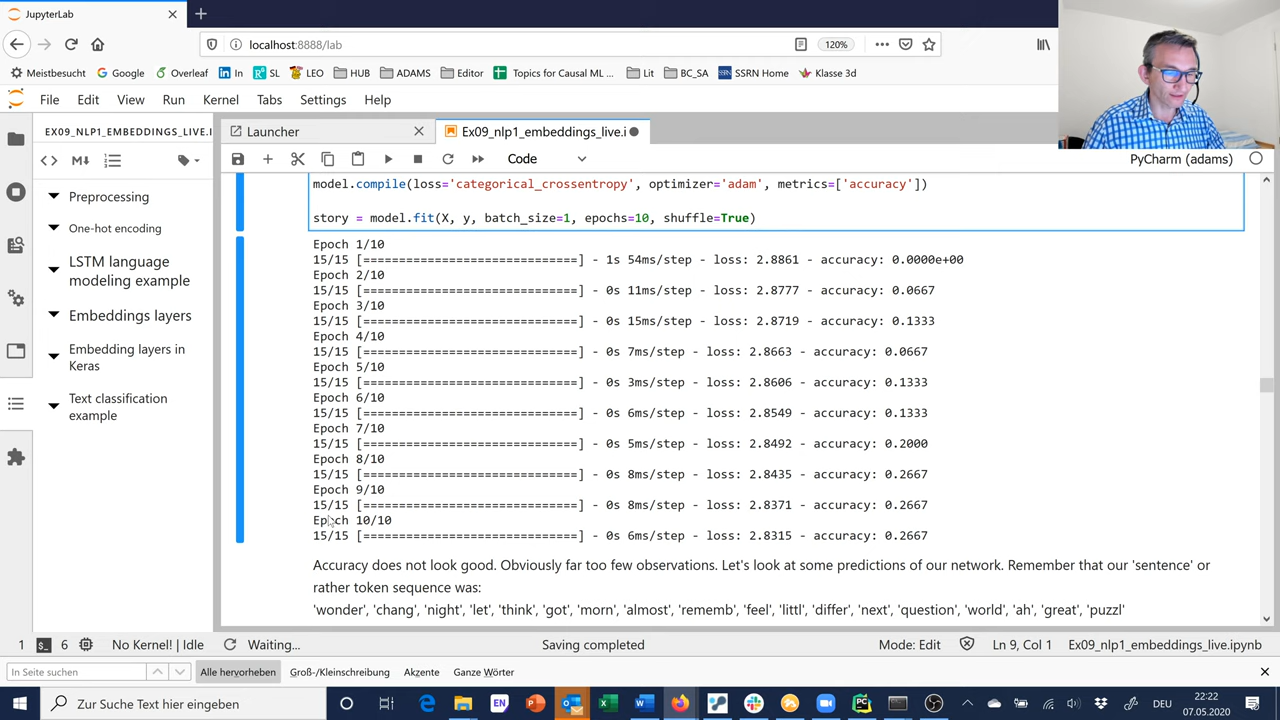 JupyterLab
localhost:8888/lab
120%
Meistbesucht
Google
Overleaf
In
SL
LEO
HUB
ADAMS
Editor
Topics for Causal ML ...
Lit
BC_SA
SSRN Home
Klasse 3d
File Edit View Run Kernel Tabs Settings Help
EX09_NLP1_EMBEDDINGS_LIVE.I
Launcher
Ex09_nlp1_embeddings_live.i
Code
PyCharm (adams)
Preprocessing
One-hot encoding
LSTM language
modeling example
Embeddings layers
Embedding layers in
Keras
Text classification
example
model.compile(loss='categorical_crossentropy', optimizer='adam', metrics=['accuracy'])
story = model.fit(X, y, batch_size=1, epochs=10, shuffle=True)
Epoch 1/10
15/15 [==============================] - 1s 54ms/step - loss: 2.8861 - accuracy: 0.0000e+00
Epoch 2/10
15/15 [==============================] - 0s 11ms/step - loss: 2.8777 - accuracy: 0.0667
Epoch 3/10
15/15 [==============================] - 0s 15ms/step - loss: 2.8719 - accuracy: 0.1333
Epoch 4/10
15/15 [==============================] - 0s 7ms/step - loss: 2.8663 - accuracy: 0.0667
Epoch 5/10
15/15 [==============================] - 0s 3ms/step - loss: 2.8606 - accuracy: 0.1333
Epoch 6/10
15/15 [==============================] - 0s 6ms/step - loss: 2.8549 - accuracy: 0.1333
Epoch 7/10
15/15 [==============================] - 0s 5ms/step - loss: 2.8492 - accuracy: 0.2000
Epoch 8/10
15/15 [==============================] - 0s 8ms/step - loss: 2.8435 - accuracy: 0.2667
Epoch 9/10
15/15 [==============================] - 0s 8ms/step - loss: 2.8371 - accuracy: 0.2667
Epoch 10/10
15/15 [==============================] - 0s 6ms/step - loss: 2.8315 - accuracy: 0.2667
Accuracy does not look good. Obviously far too few observations. Let's look at some predictions of our network. Remember that our 'sentence' or
rather token sequence was:
'wonder', 'chang', 'night', 'let', 'think', 'got', 'morn', 'almost', 'rememb', 'feel', 'littl', 'differ', 'next', 'question', 'world', 'ah', 'great', 'puzzl'
1 6 No Kernel! | Idle Waiting... Saving completed Mode: Edit Ln 9, Col 1 Ex09_nlp1_embeddings_live.ipynb
In Seite suchen Alle hervorheben Groß-/Kleinschreibung Akzente Ganze Wörter
Zur Suche Text hier eingeben
EN
DEU
22:22
07.05.2020